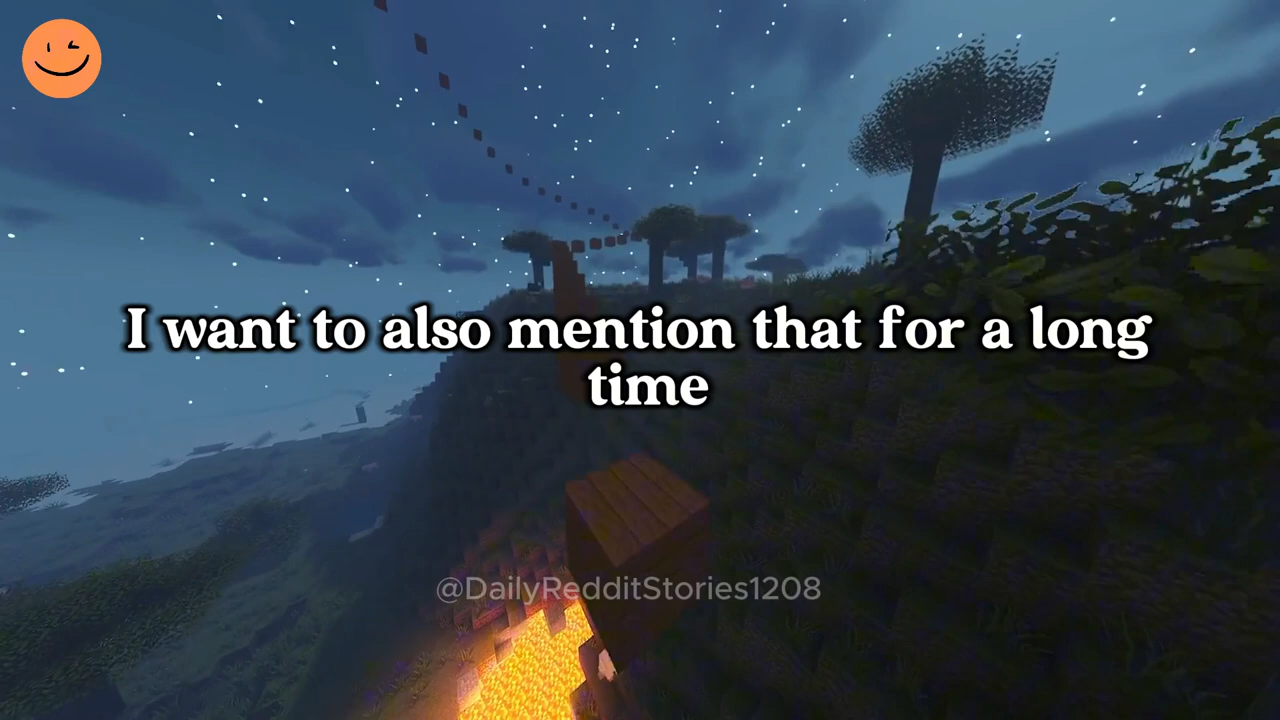 I want to also mention that for a long
time
@DailyRedditStories1208